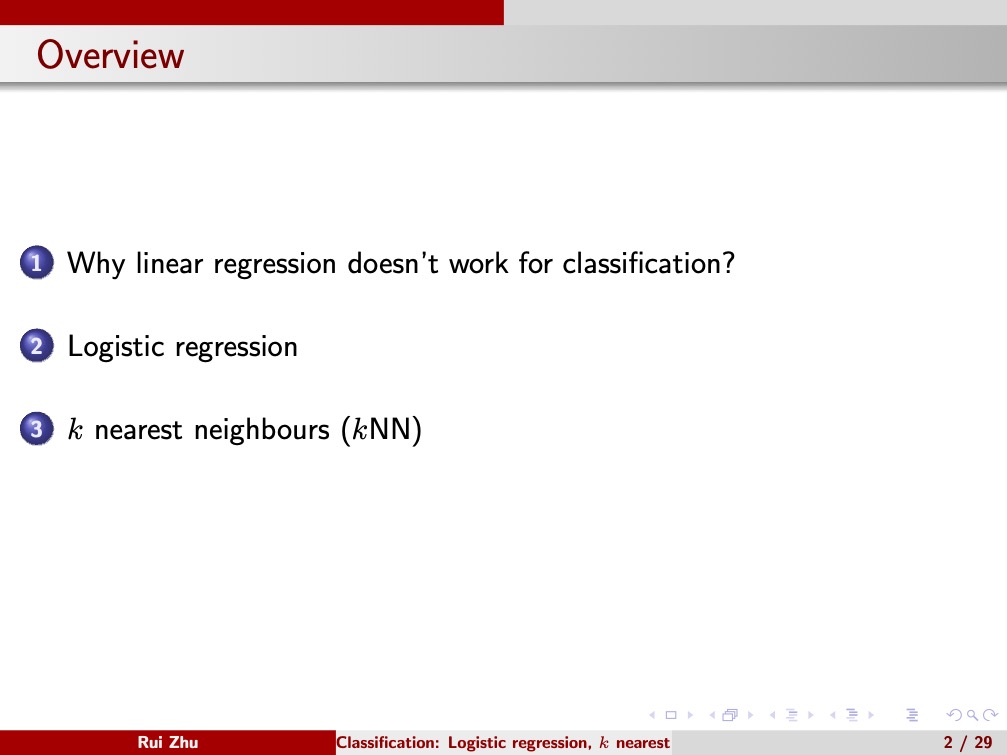 Overview
1 Why linear regression doesn't work for classification?
2 Logistic regression
3 k nearest neighbours (kNN)
Rui Zhu
Classification: Logistic regression, k nearest
2 / 29